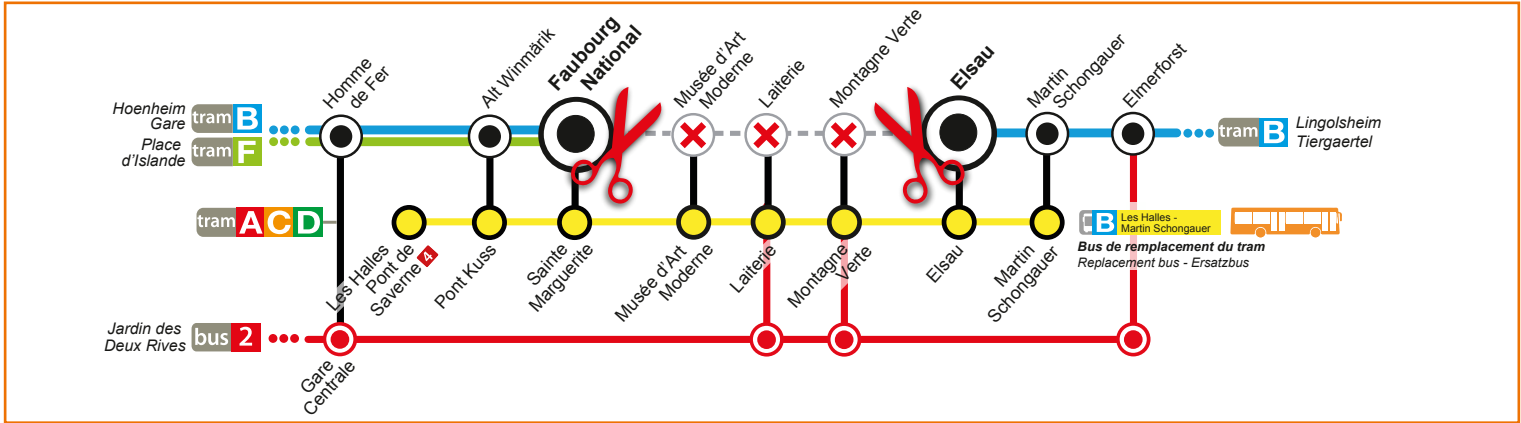 Hoenheim
Gare
tram B
Place
d'Islande
tram F
Homme
de Fer
Alt Winmärik
Faubourg
National
Musée d'Art
Moderne
Laiterie
Montagne Verte
Elsau
Martin
Schongauer
Elmerforst
tram B
Lingolsheim
Tiergaertel
tram A C D
Les Halles
Pont de
Saverne 4
Pont Kuss
Sainte
Marguerite
Musée d'Art
Moderne
Laiterie
Montagne
Verte
Elsau
Martin
Schongauer
B
Les Halles -
Martin Schongauer
Bus de remplacement du tram
Replacement bus - Ersatzbus
Jardin des
Deux Rives
bus 2
Gare
Centrale